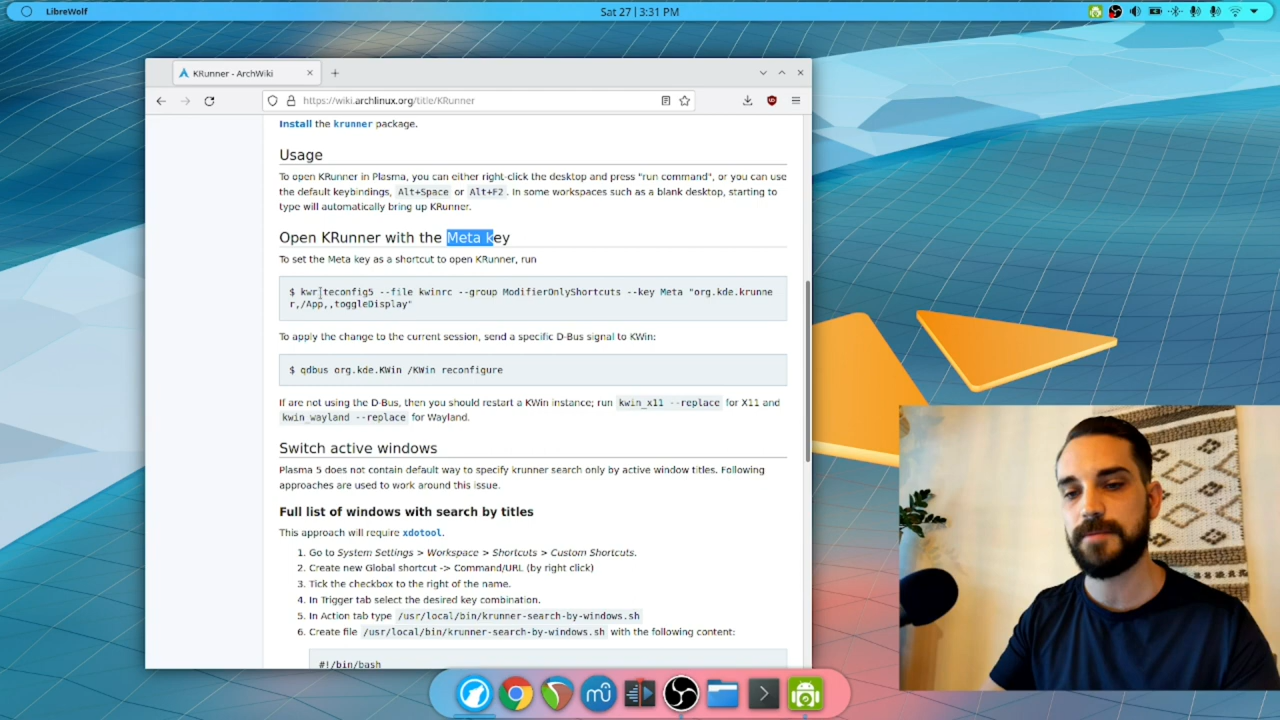 LibreWolf
Sat 27 | 3:31 PM
KRunner - ArchWiki
https://wiki.archlinux.org/title/KRunner
Install the krunner package.
Usage
To open KRunner in Plasma, you can either right-click the desktop and press "run command", or you can use
the default keybindings, Alt+Space or Alt+F2. In some workspaces such as a blank desktop, starting to
type will automatically bring up KRunner.
Open KRunner with the Meta key
To set the Meta key as a shortcut to open KRunner, run
$ kwriteconfig5 --file kwinrc --group ModifierOnlyShortcuts --key Meta "org.kde.krunne
r,/App,,toggleDisplay"
To apply the change to the current session, send a specific D-Bus signal to KWin:
$ qdbus org.kde.KWin /KWin reconfigure
If are not using the D-Bus, then you should restart a KWin instance; run kwin_x11 --replace for X11 and
kwin_wayland --replace for Wayland.
Switch active windows
Plasma 5 does not contain default way to specify krunner search only by active window titles. Following
approaches are used to work around this issue.
Full list of windows with search by titles
This approach will require xdotool.
1. Go to System Settings > Workspace > Shortcuts > Custom Shortcuts.
2. Create new Global shortcut -> Command/URL (by right click)
3. Tick the checkbox to the right of the name.
4. In Trigger tab select the desired key combination.
5. In Action tab type /usr/local/bin/krunner-search-by-windows.sh
6. Create file /usr/local/bin/krunner-search-by-windows.sh with the following content:
#!/bin/bash